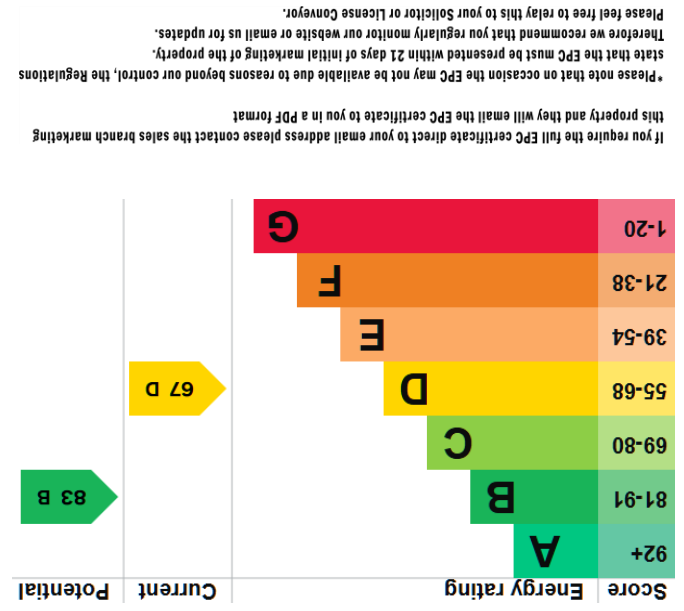 Score Energy rating Current Potential
92+ A
81-91 B 83 B
69-80 C
55-68 D 67 D
39-54 E
21-38 F
1-20 G
If you require the full EPC certificate direct to your email address please contact the sales branch marketing
this property and they will email the EPC certificate to you in a PDF format
*Please note that on occasion the EPC may not be available due to reasons beyond our control, the Regulations
state that the EPC must be presented within 21 days of initial marketing of the property.
Therefore we recommend that you regularly monitor our website or email us for updates.
Please feel free to relay this to your Solicitor or License Conveyor.